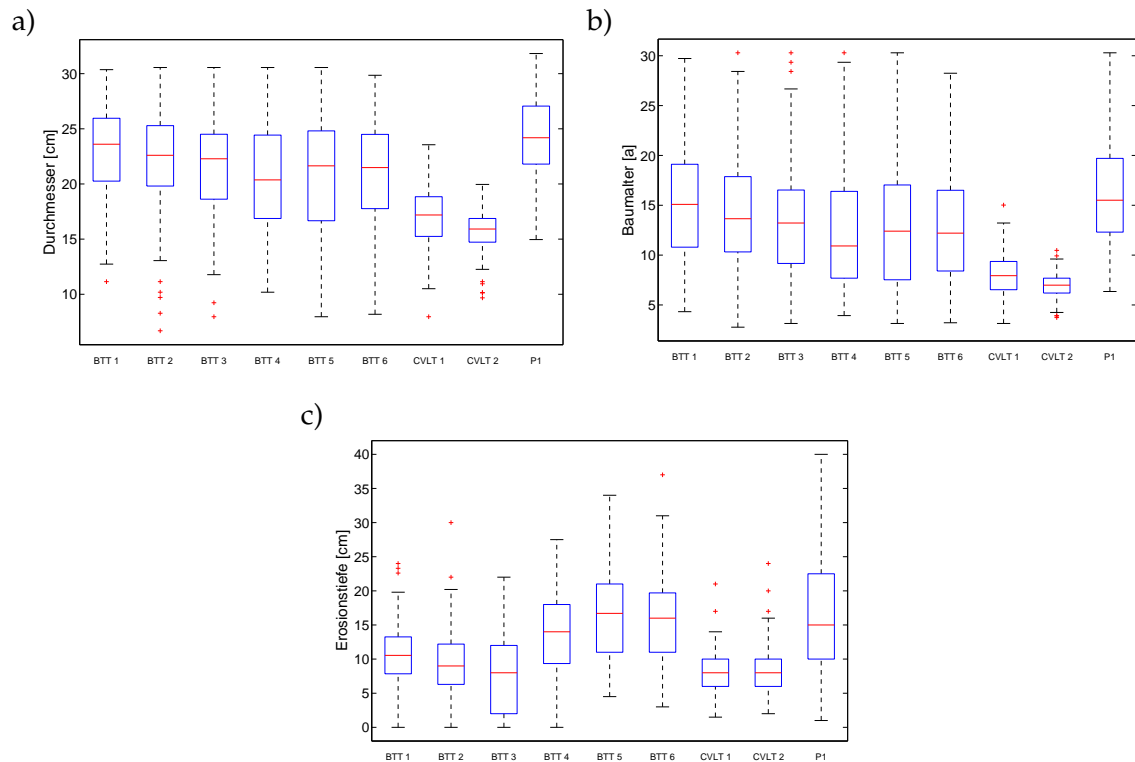 a)
Durchmesser [cm]
30
25
20
15
10
BTT 1 BTT 2 BTT 3 BTT 4 BTT 5 BTT 6 CVLT 1 CVLT 2 P1
b)
Baumalter [a]
30
25
20
15
10
5
BTT 1 BTT 2 BTT 3 BTT 4 BTT 5 BTT 6 CVLT 1 CVLT 2 P1
c)
Erosionstiefe [cm]
40
35
30
25
20
15
10
5
0
BTT 1 BTT 2 BTT 3 BTT 4 BTT 5 BTT 6 CVLT 1 CVLT 2 P1